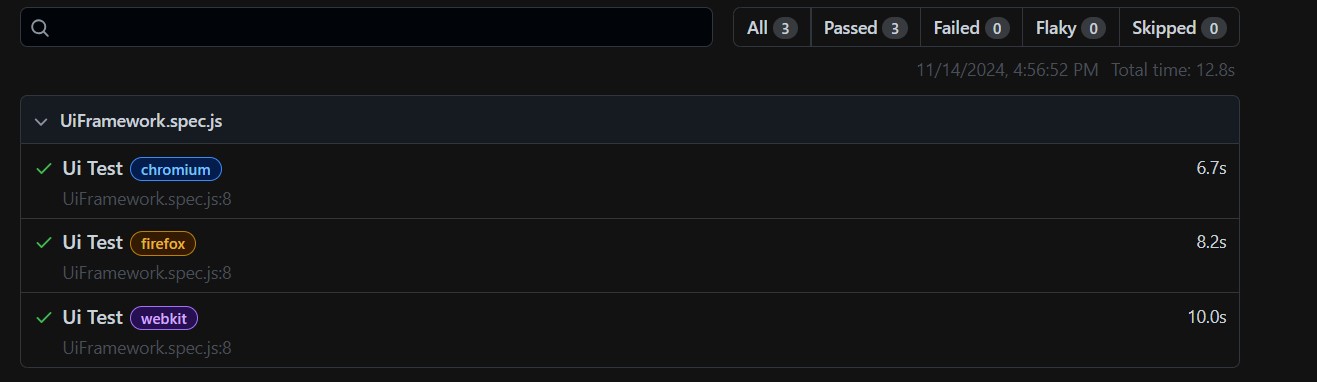 All 3 Passed 3 Failed 0 Flaky 0 Skipped 0
11/14/2024, 4:56:52 PM Total time: 12.8s
UiFramework.spec.js
Ui Test chromium 6.7s
UiFramework.spec.js:8
Ui Test firefox 8.2s
UiFramework.spec.js:8
Ui Test webkit 10.0s
UiFramework.spec.js:8